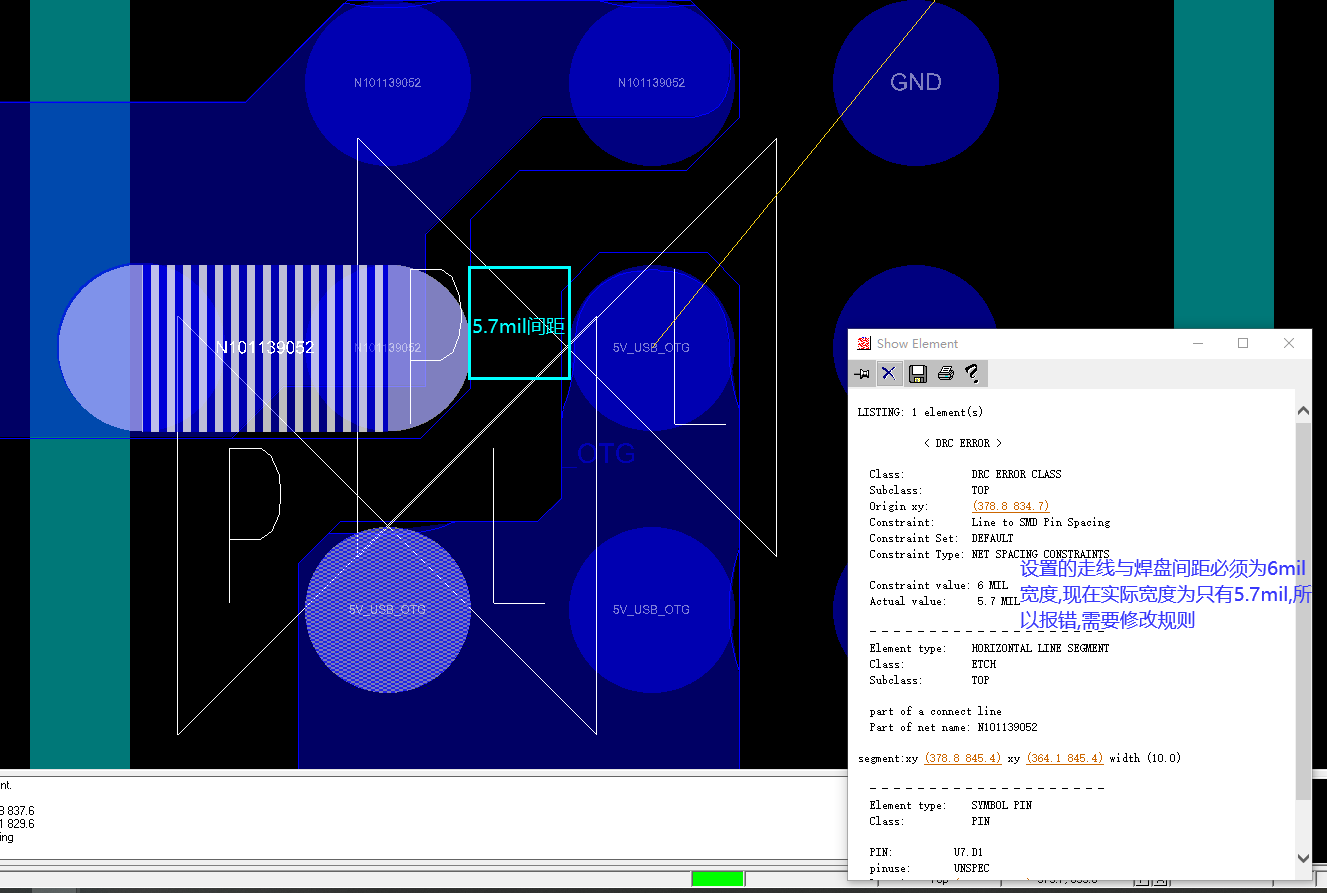 N101139052
N101139052
GND
N101139052
N101139052
5.7mil间距
5V_USB_OTG
P
L
_OTG
P
L
5V_USB_OTG
5V_USB_OTG
Show Element
LISTING: 1 element(s)
< DRC ERROR >
Class: DRC ERROR CLASS
Subclass: TOP
Origin xy: (378.8 834.7)
Constraint: Line to SMD Pin Spacing
Constraint Set: DEFAULT
Constraint Type: NET SPACING CONSTRAINTS
Constraint value: 6 MIL
Actual value: 5.7 MIL
设置的走线与焊盘间距必须为6mil
宽度,现在实际宽度为只有5.7mil,所
以报错,需要修改规则
- - - - - - - - - - - - - - - - - - - -
Element type: HORIZONTAL LINE SEGMENT
Class: ETCH
Subclass: TOP
part of a connect line
Part of net name: N101139052
segment:xy (378.8 845.4) xy (364.1 845.4) width (10.0)
- - - - - - - - - - - - - - - - - - - -
Element type: SYMBOL PIN
Class: PIN
PIN: U7.D1
pinuse: UNSPEC
nt.
8 837.6
1 829.6
ing